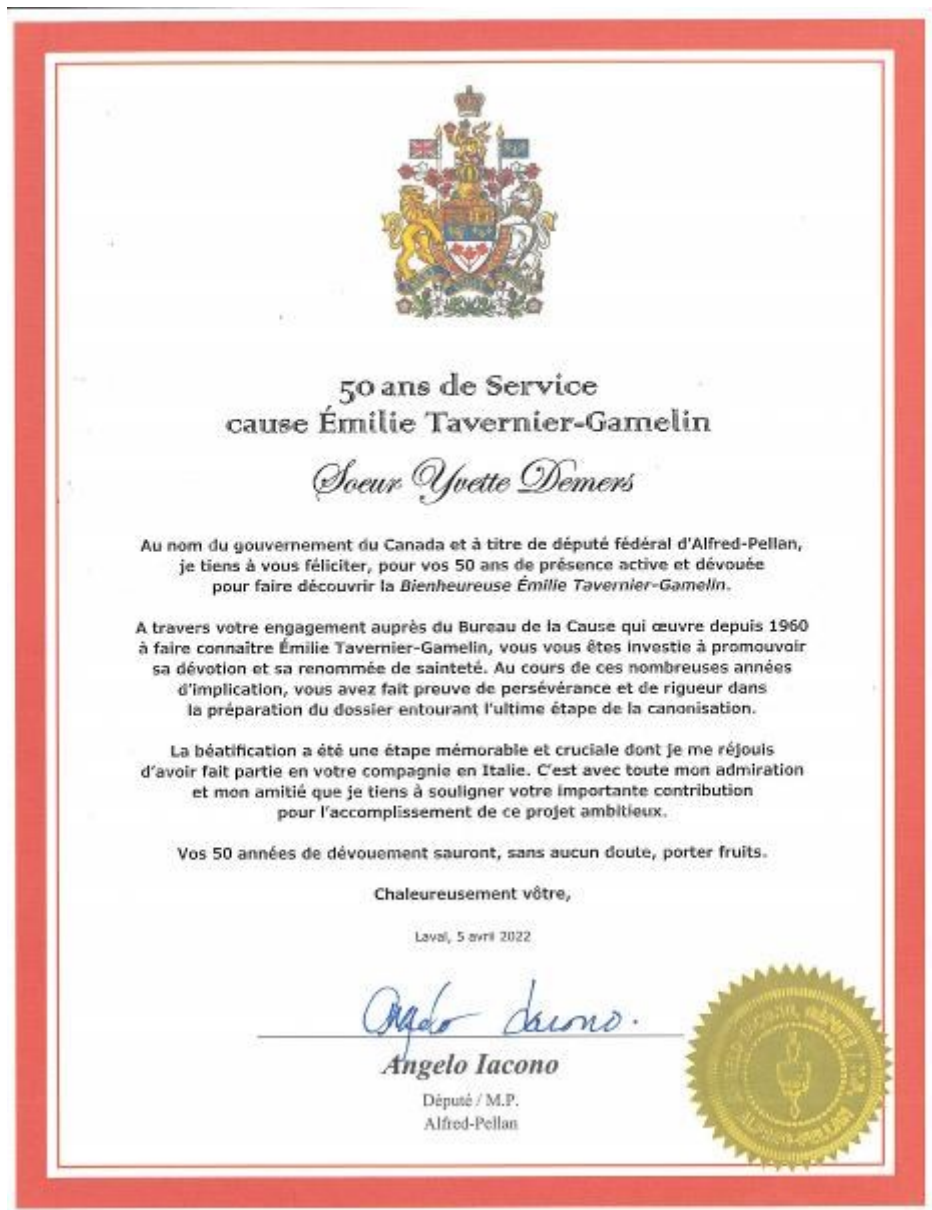 50 ans de Service
cause Émilie Tavernier-Gamelin
Soeur Yvette Demers
Au nom du gouvernement du Canada et à titre de député fédéral d'Alfred-Pellan,
je tiens à vous féliciter, pour vos 50 ans de présence active et dévouée
pour faire découvrir la Bienheureuse Émilie Tavernier-Gamelin.
A travers votre engagement auprès du Bureau de la Cause qui œuvre depuis 1960
à faire connaître Émilie Tavernier-Gamelin, vous vous êtes investie à promouvoir
sa dévotion et sa renommée de sainteté. Au cours de ces nombreuses années
d'implication, vous avez fait preuve de persévérance et de rigueur dans
la préparation du dossier entourant l'ultime étape de la canonisation.
La béatification a été une étape mémorable et cruciale dont je me réjouis
d'avoir fait partie en votre compagnie en Italie. C'est avec toute mon admiration
et mon amitié que je tiens à souligner votre importante contribution
pour l'accomplissement de ce projet ambitieux.
Vos 50 années de dévouement sauront, sans aucun doute, porter fruits.
Chaleureusement vôtre,
Laval, 5 avril 2022
Angelo Iacono.
Angelo Iacono
Député / M.P.
Alfred-Pellan
DÉPUTÉ / M.P.
ALFRED-PELLAN